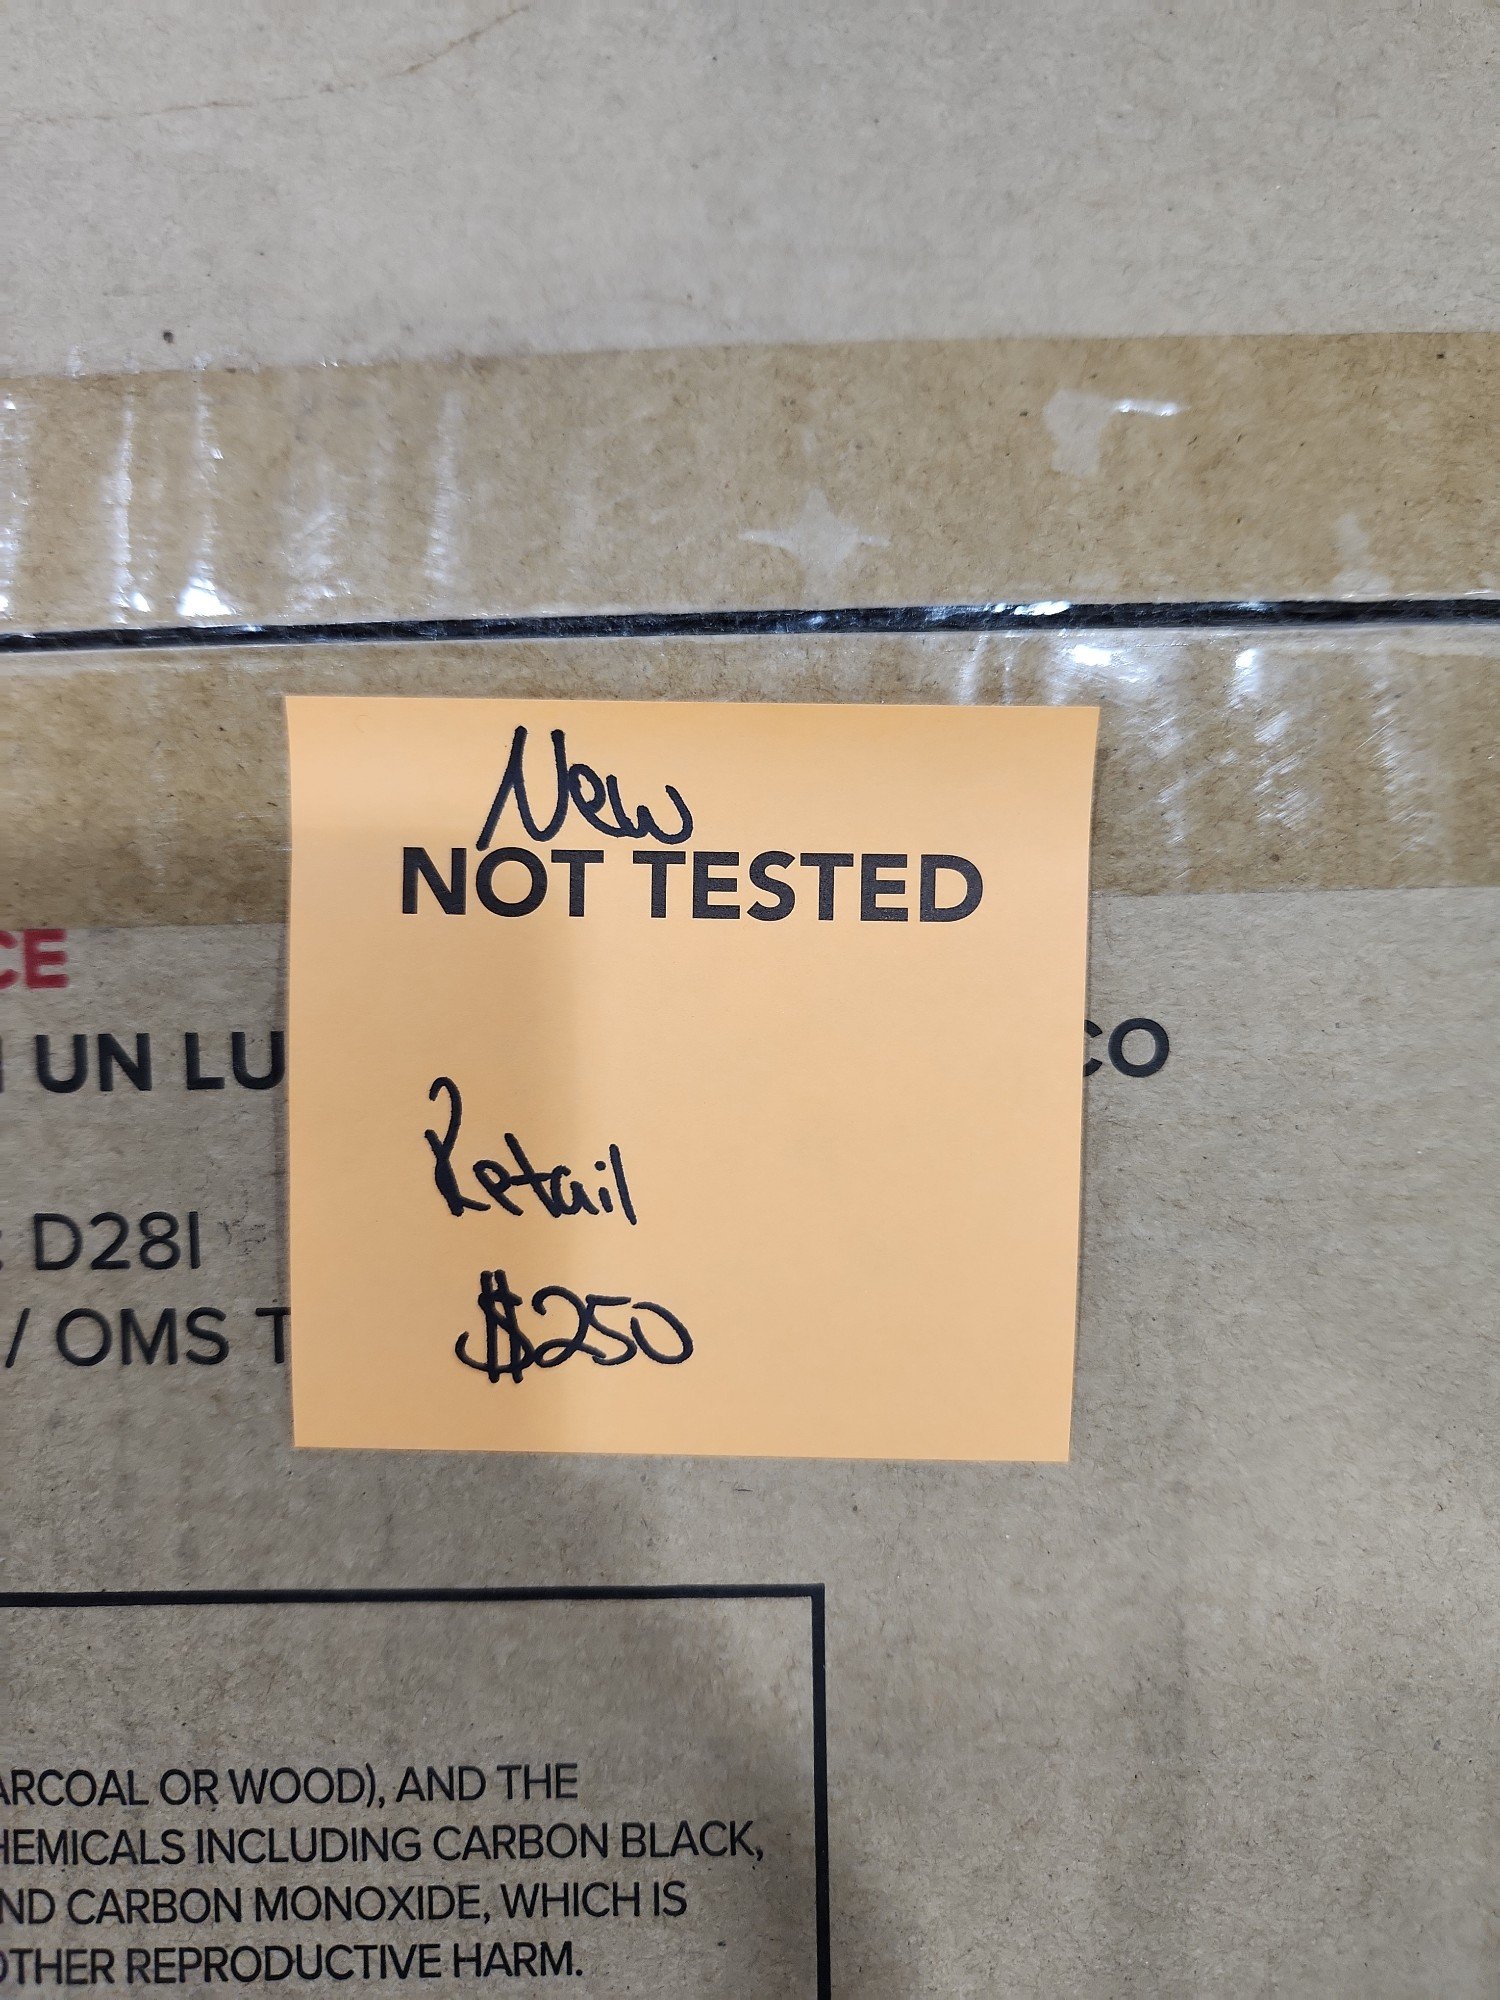 New
NOT TESTED
CE
UN LU
CO
Retail
: D28I
$250
/ OMS T
ARCOAL OR WOOD), AND THE
HEMICALS INCLUDING CARBON BLACK,
ND CARBON MONOXIDE, WHICH IS
OTHER REPRODUCTIVE HARM.